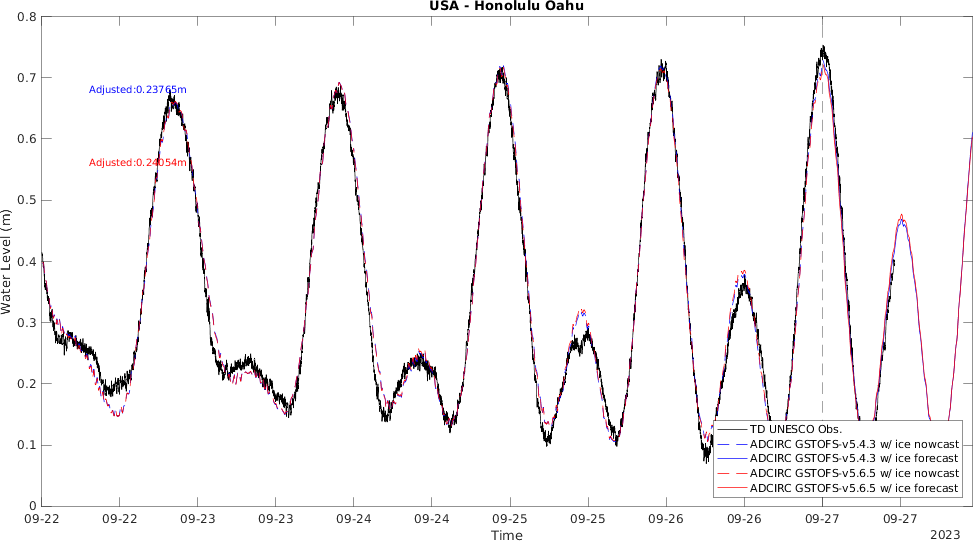 USA - Honolulu Oahu
0.8
0.7
0.6
0.5
0.4
0.3
0.2
0.1
0
Water Level (m)
Adjusted:0.23765m
Adjusted:0.24054m
TD UNESCO Obs.
ADCIRC GSTOFS-v5.4.3 w/ ice nowcast
ADCIRC GSTOFS-v5.4.3 w/ ice forecast
ADCIRC GSTOFS-v5.6.5 w/ ice nowcast
ADCIRC GSTOFS-v5.6.5 w/ ice forecast
09-22 09-22 09-23 09-23 09-24 09-24 09-25 09-25 09-26 09-26 09-27 09-27
Time
2023